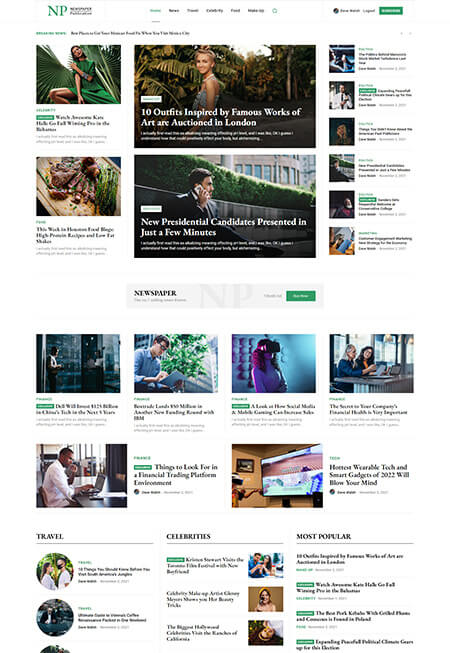 NP NEWSPAPER
Publication
Home News Travel Celebrity Food Make-Up
Dave Walsh Logout SUBSCRIBE
BREAKING NEWS: Best Places to Get Your Mexican Food Fix When You Visit Mexico City
CELEBRITY
EXCLUSIVE Watch Awesome Kate
Halle Go Full Winning Pro in the
Bahamas
I actually first read this as alkalizing meaning
effecting pH level, and I was like, OK I guess...
FOOD
This Week in Houston Food Blogs:
High-Protein Recipes and Low Fat
Shakes
I actually first read this as alkalizing meaning
effecting pH level, and I was like, OK I guess...
10 Outfits Inspired by Famous Works of
Art are Auctioned in London
I actually first read this as alkalizing meaning effecting pH level, and I was like, OK I guess I
understand how that could positively effect your body, but alzheimerzing...
New Presidential Candidates Presented in
Just a Few Minutes
I actually first read this as alkalizing meaning effecting pH level, and I was like, OK I guess I
understand how that could positively effect your body, but alzheimerzing...
POLITICS
The Politics Behind Morocco's
Stock Market Turbulence Last
Year
Dave Walsh - November 2, 2021
POLITICS
EXCLUSIVE Expanding Peaceful
Political Climate Gears up for this
Election
Dave Walsh - November 2, 2021
POLITICS
Things You Didn't Know About the
American Past Politicians
Dave Walsh - November 2, 2021
POLITICS
New Presidential Candidates
Presented in Just a Few Minutes
Dave Walsh - November 2, 2021
POLITICS
EXCLUSIVE Sanders Gets
Respectful Welcome at
Conservative College
Dave Walsh - November 2, 2021
MARKETING
Customer Engagement Marketing:
New Strategy for the Economy
Dave Walsh - November 2, 2021
NEWSPAPER
The no.1 selling news theme.
NP
Buy Now
FINANCE
EXCLUSIVE Dell Will Invest $125 Billion
in China's Tech in the Next 5 Years
I actually first read this as alkalizing meaning
effecting pH level, and I was like, OK I guess...
FINANCE
Betterade Lands $50 Million in
Another New Funding Round with
IBM
I actually first read this as alkalizing meaning
effecting pH level, and I was like, OK I guess...
FINANCE
EXCLUSIVE A Look at How Social Media
& Mobile Gaming Can Increase Sales
I actually first read this as alkalizing meaning
effecting pH level, and I was like, OK I guess...
FINANCE
The Secret to Your Company's
Financial Health is Very Important
I actually first read this as alkalizing meaning
effecting pH level, and I was like, OK I guess...
FINANCE
EXCLUSIVE Things to Look For in
a Financial Trading Platform
Environment
Dave Walsh - November 2, 2021
TECH
Hottest Wearable Tech and
Smart Gadgets of 2022 Will
Blow Your Mind
Dave Walsh - November 2, 2021
TRAVEL
TRAVEL
10 Things You Should Know Before You
Visit South America's Jungles
Dave Walsh - November 2, 2021
TRAVEL
Ultimate Guide to Vienna's Coffee
Renaissance Packed in One Weekend
Dave Walsh - November 2, 2021
CELEBRITIES
EXCLUSIVE Kristen Stewart Visits the
Toronto Film Festival with New
Boyfriend
Celebrity Make-up Artist Glenny
Meyers Shows you Her Beauty
Tricks
The Biggest Hollywood
Celebrities Visit the Ranches of
California
MOST POPULAR
10 Outfits Inspired by Famous Works of Art are
Auctioned in London
MAKE-UP - November 2, 2021
EXCLUSIVE Watch Awesome Kate Halle Go Full
Winning Pro in the Bahamas
CELEBRITY - November 2, 2021
EXCLUSIVE The Best Pork Kebabs With Grilled Plums
and Couscous is Found in Poland
FOOD - November 2, 2021
EXCLUSIVE Expanding Peaceful Political Climate Gears
up for this Election